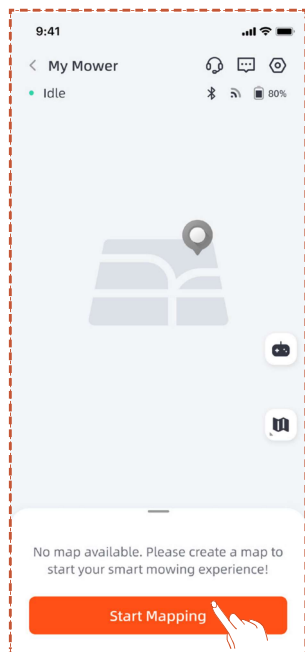 9:41
My Mower
Idle
80%
No map available. Please create a map to
start your smart mowing experience!
Start Mapping